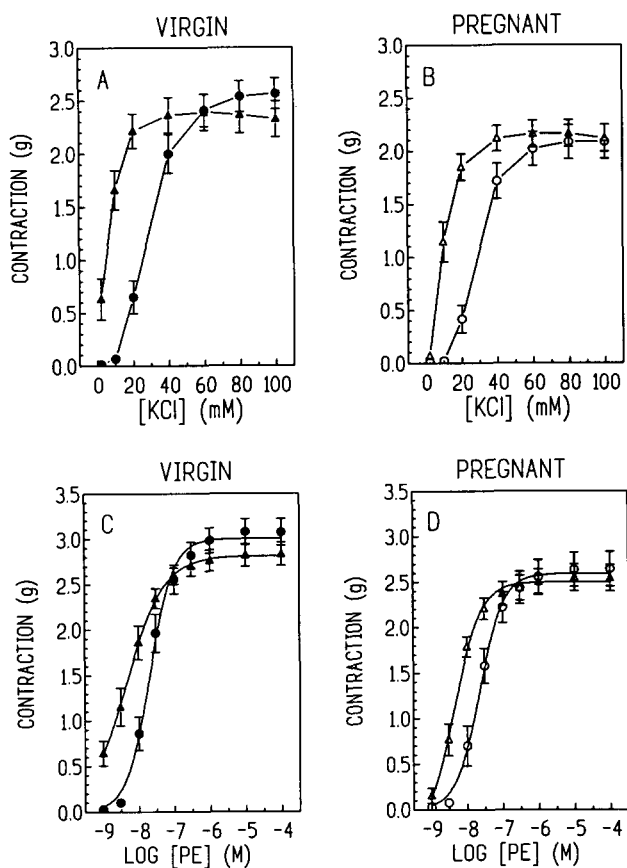 VIRGIN
A
CONTRACTION (g)
3.0
2.5
2.0
1.5
1.0
0.5
0.0
0 20 40 60 80 100
[KCl] (mM)
PREGNANT
B
CONTRACTION (g)
3.0
2.5
2.0
1.5
1.0
0.5
0.0
0 20 40 60 80 100
[KCl] (mM)
VIRGIN
C
CONTRACTION (g)
3.5
3.0
2.5
2.0
1.5
1.0
0.5
0.0
-9 -8 -7 -6 -5 -4
LOG [PE] (M)
PREGNANT
D
CONTRACTION (g)
3.5
3.0
2.5
2.0
1.5
1.0
0.5
0.0
-9 -8 -7 -6 -5 -4
LOG [PE] (M)